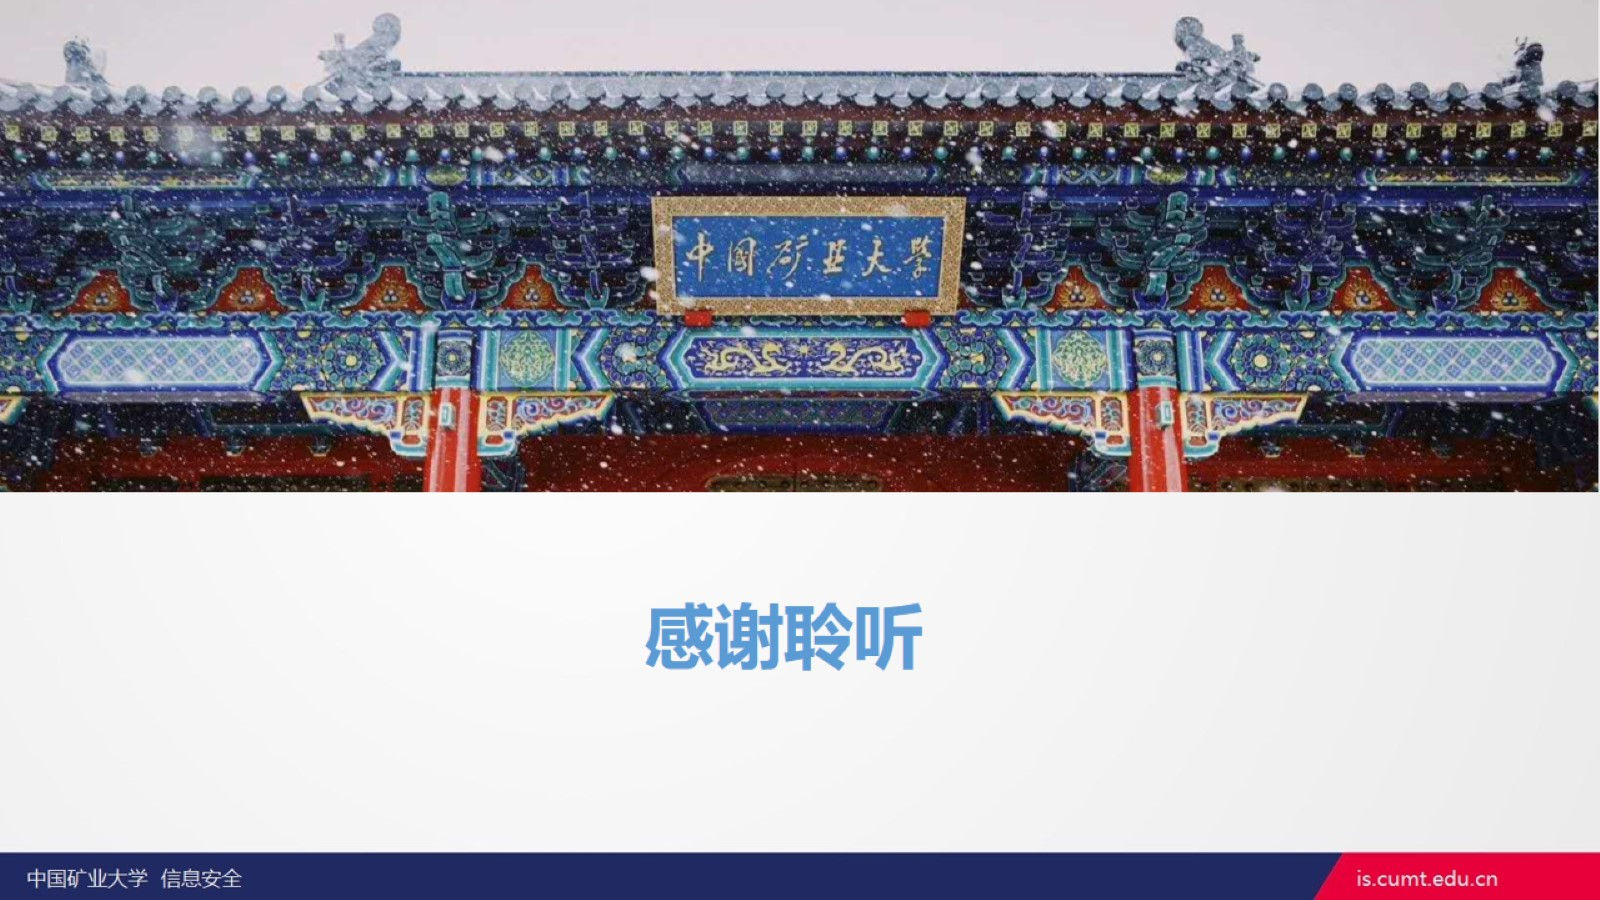 中国矿业大学
感谢聆听
中国矿业大学 信息安全
is.cumt.edu.cn